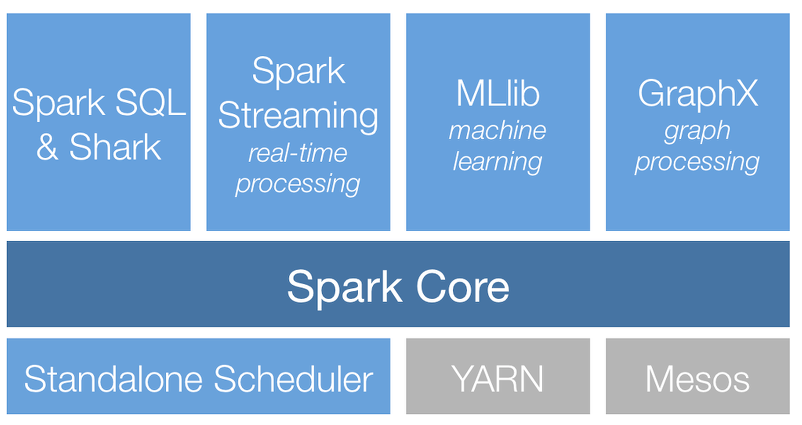 Spark SQL
& Shark
Spark
Streaming
real-time
processing
MLlib
machine
learning
GraphX
graph
processing
Spark Core
Standalone Scheduler
YARN
Mesos